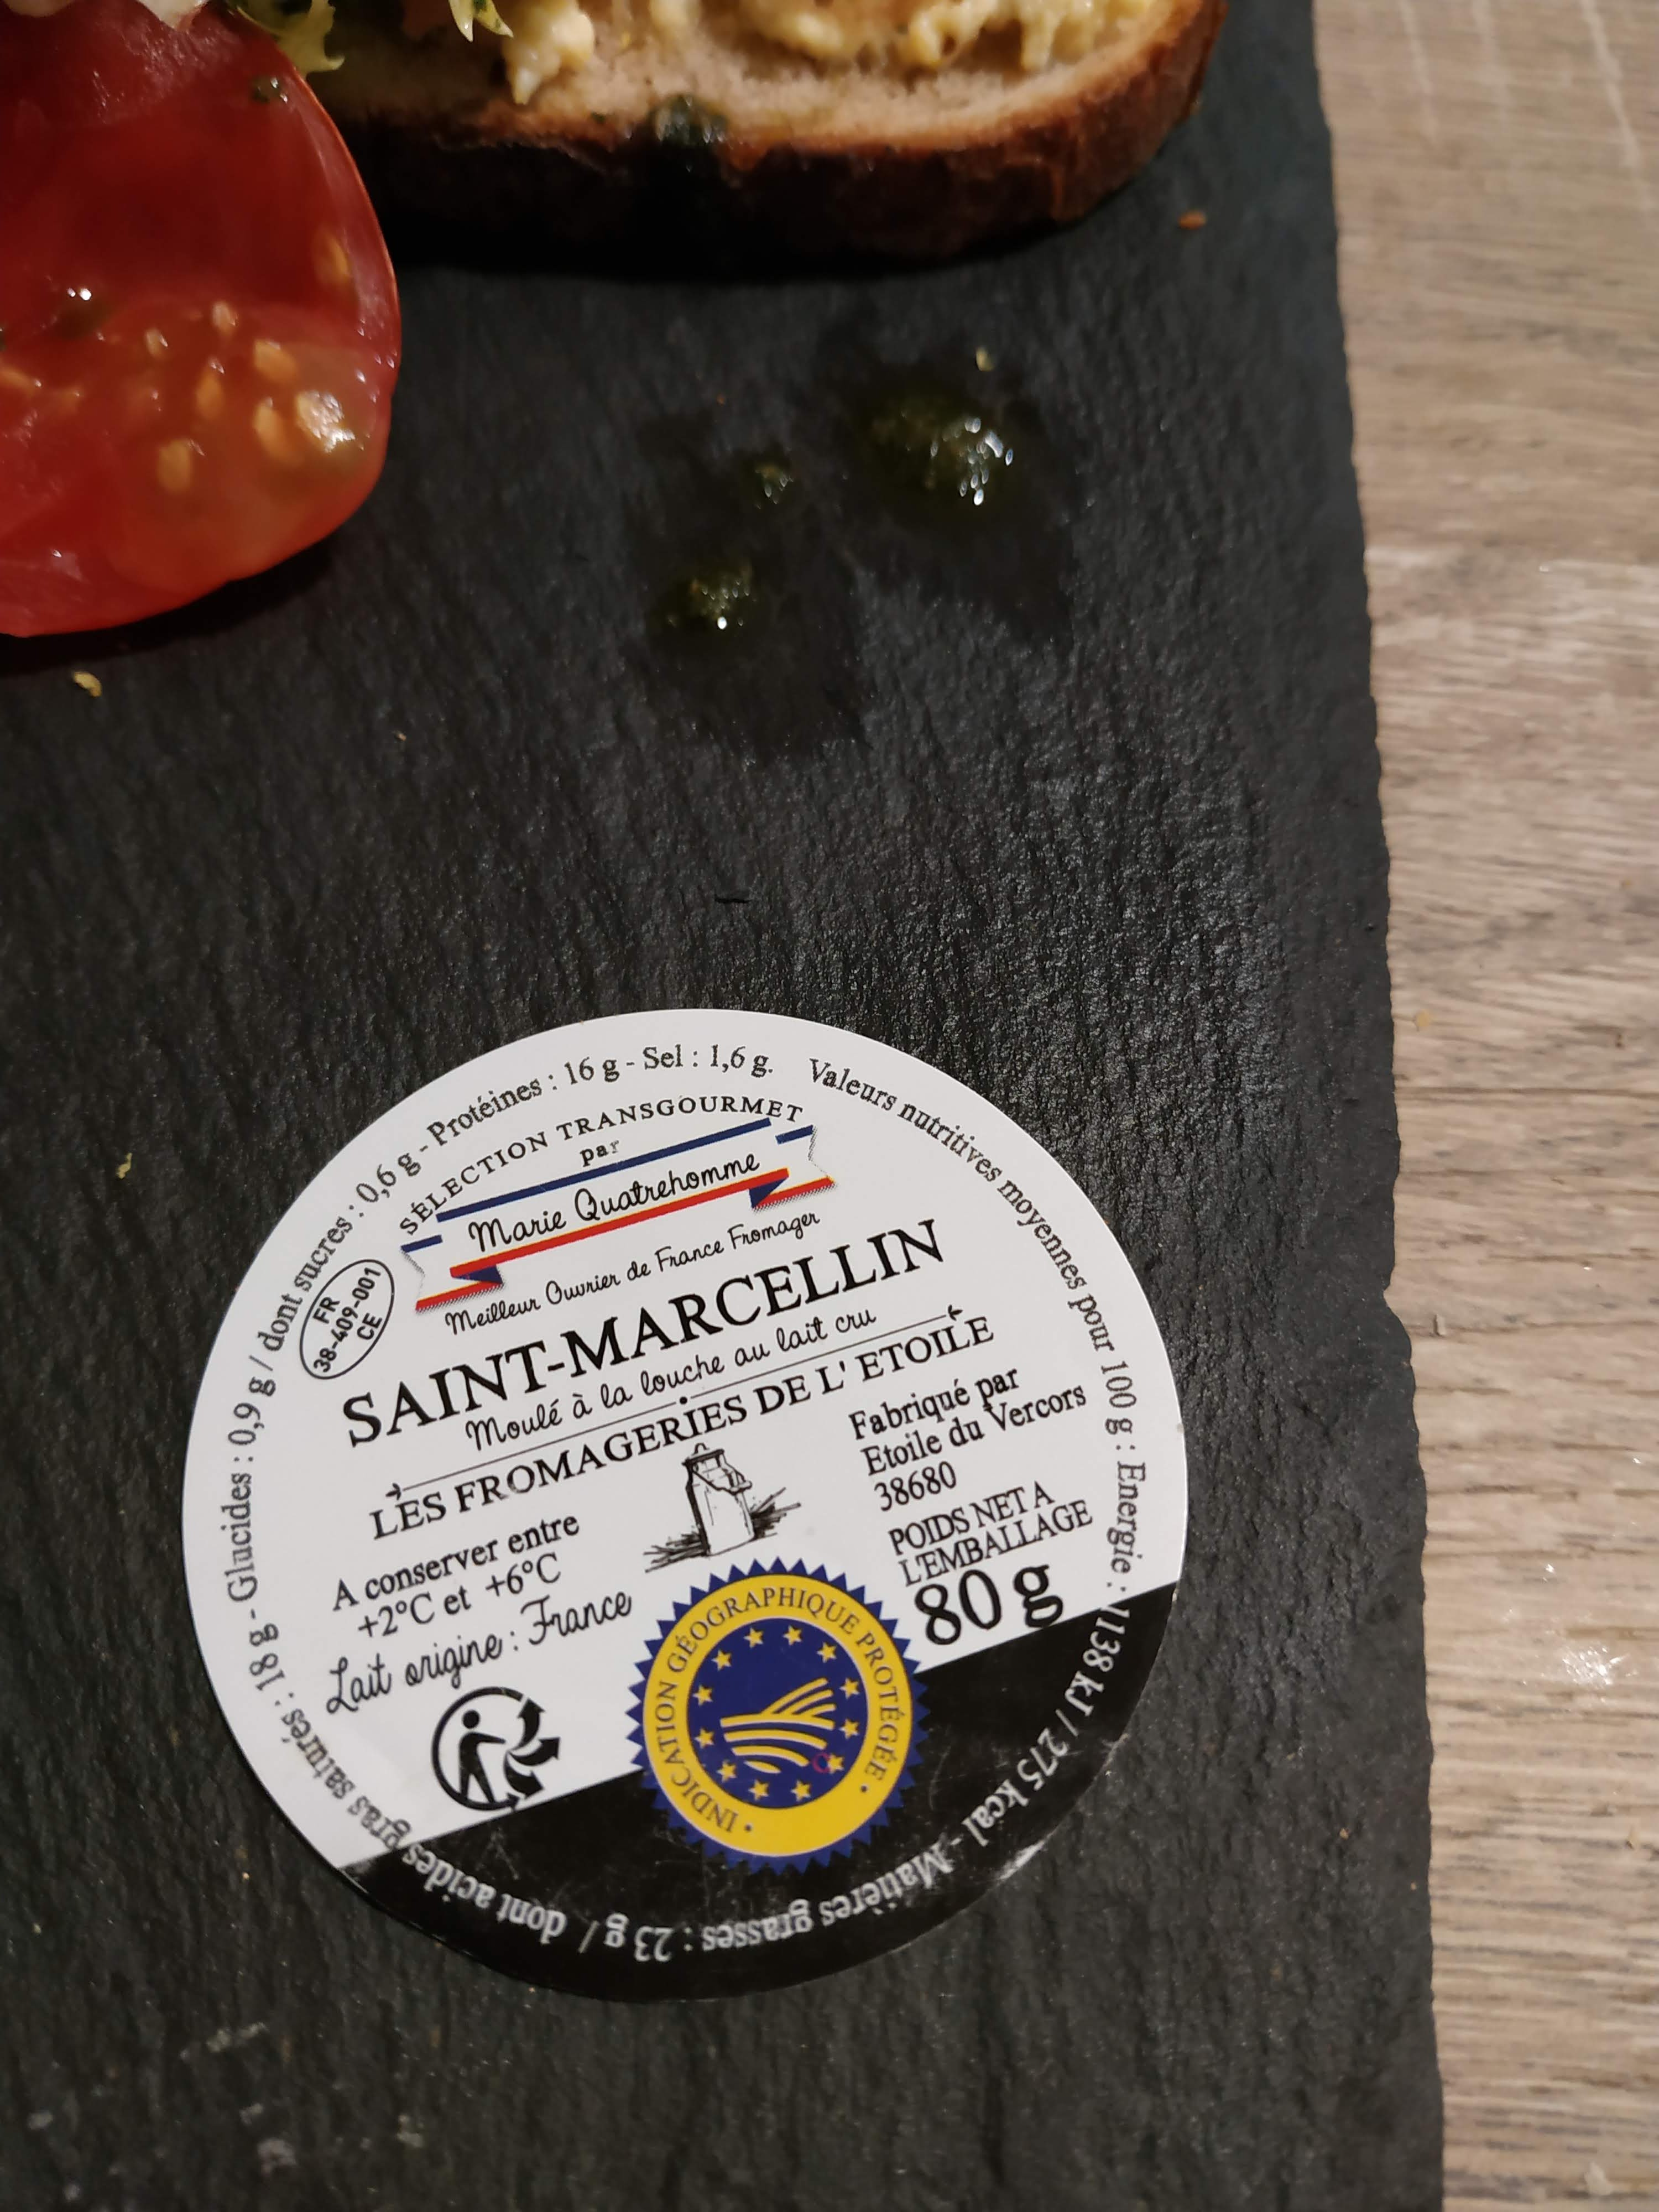 Valeurs nutritives moyennes pour 100 g : Energie : 1138 kJ / 275 kcal - Matières grasses : 23 g / dont acides gras saturés : 18 g - Glucides : 0,9 g / dont sucres : 0,6 g - Protéines : 16 g - Sel : 1,6 g.
SÉLECTION TRANSGOURMET
par
Marie Quatrehomme
Meilleur Ouvrier de France Fromager
FR
38-409-001
CE
SAINT-MARCELLIN
Moulé à la louche au lait cru
LES FROMAGERIES DE L' ETOILE
A conserver entre
+2°C et +6°C
Lait origine : France
Fabriqué par
Etoile du Vercors
38680
POIDS NET A
L'EMBALLAGE
80 g
• INDICATION GÉOGRAPHIQUE PROTÉGÉE •